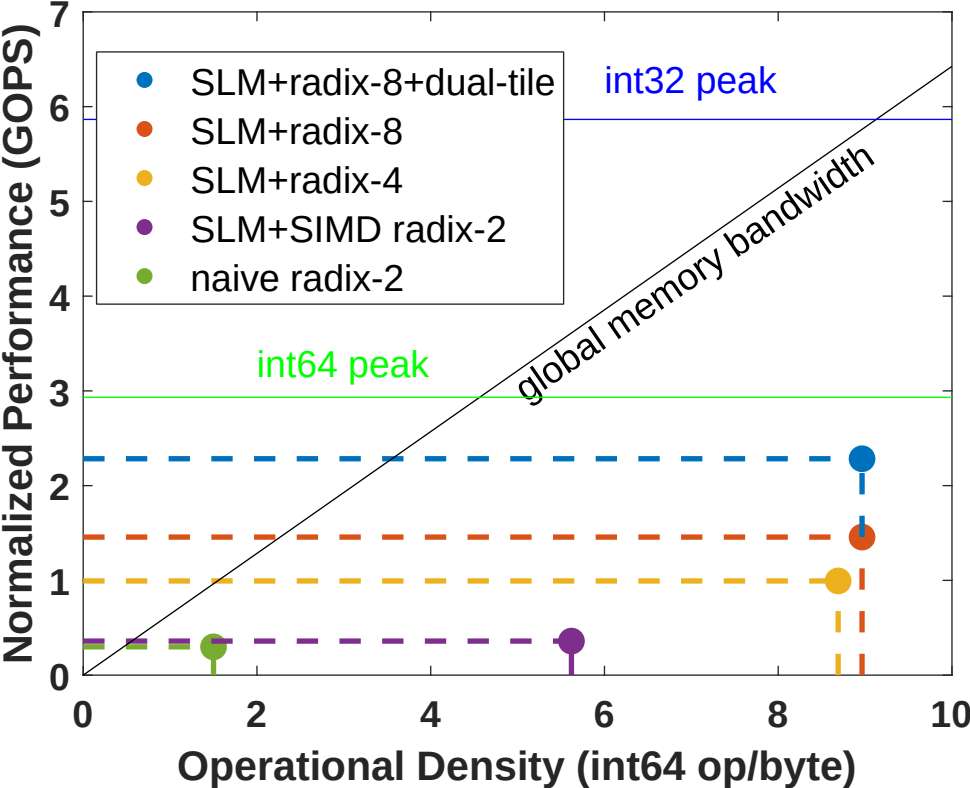 7
6
5
4
3
2
1
0
Normalized Performance (GOPS)
SLM+radix-8+dual-tile
SLM+radix-8
SLM+radix-4
SLM+SIMD radix-2
naive radix-2
int32 peak
global memory bandwidth
int64 peak
0 2 4 6 8 10
Operational Density (int64 op/byte)